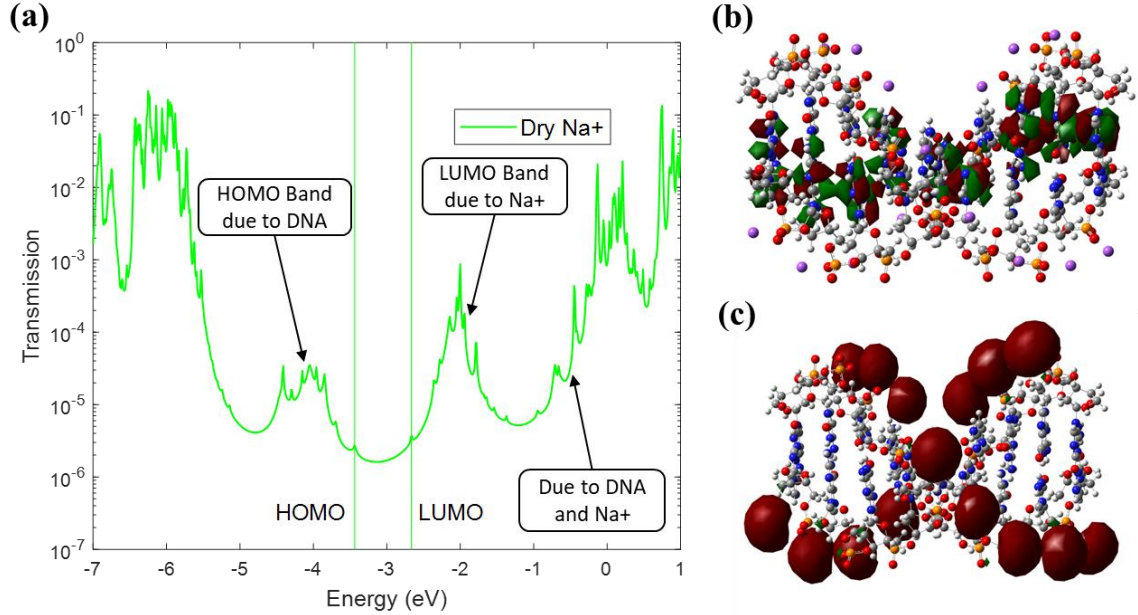 (a)
10^0
10^-1
10^-2
10^-3
10^-4
10^-5
10^-6
10^-7
Transmission
Dry Na+
HOMO Band
due to DNA
LUMO Band
due to Na+
Due to DNA
and Na+
HOMO
LUMO
-7 -6 -5 -4 -3 -2 -1 0 1
Energy (eV)
(b)
(c)